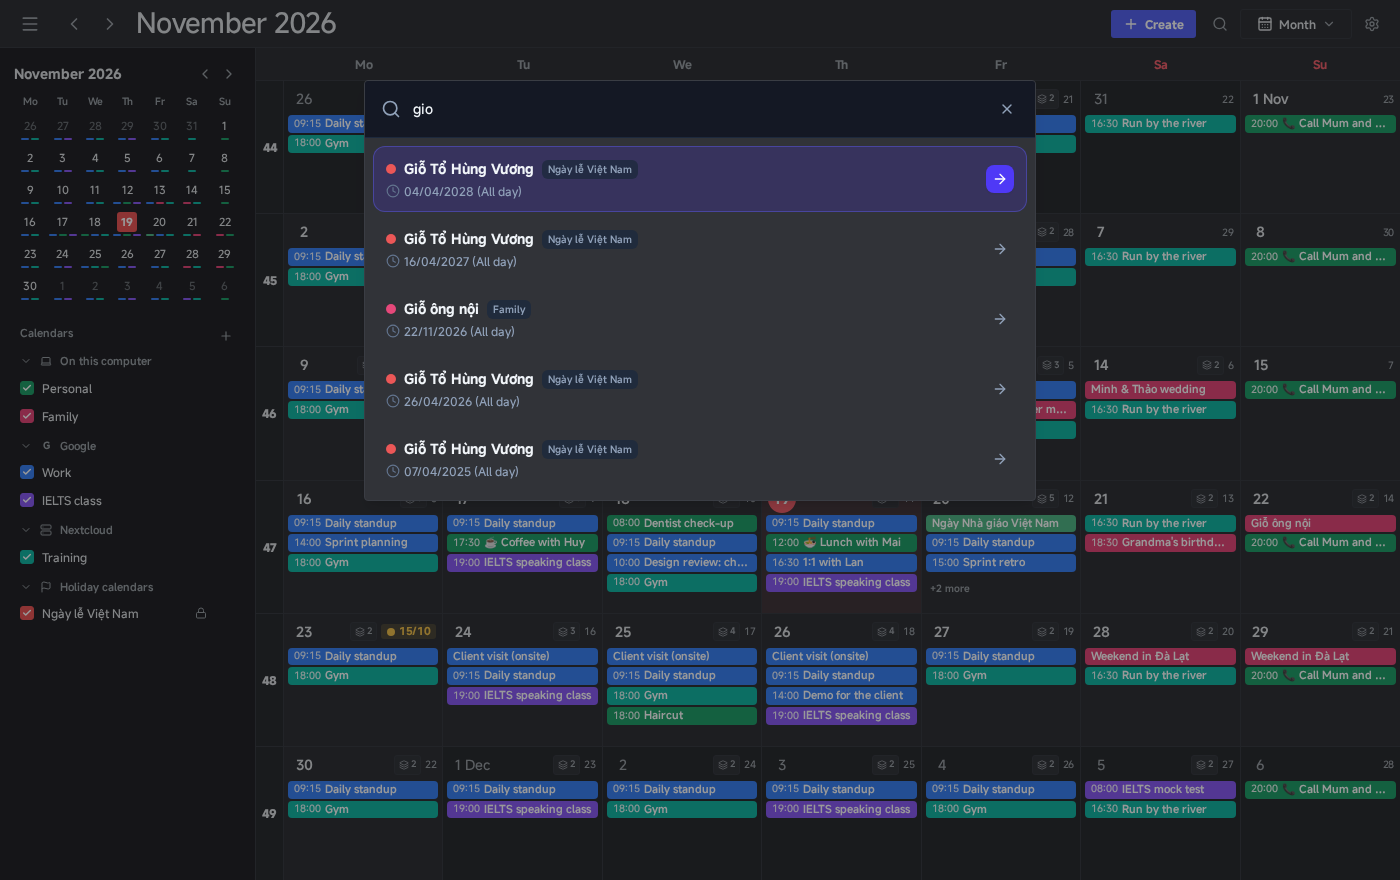 November 2026
Create
Month
November 2026
Mo Tu We Th Fr Sa Su
26 27 28 29 30 31 1
2 3 4 5 6 7 8
9 10 11 12 13 14 15
16 17 18 19 20 21 22
23 24 25 26 27 28 29
30 1 2 3 4 5 6
Calendars
On this computer
Personal
Family
G Google
Work
IELTS class
Nextcloud
Training
Holiday calendars
Ngày lễ Việt Nam
Mo Tu We Th Fr Sa Su
gio
Giỗ Tổ Hùng Vương Ngày lễ Việt Nam
04/04/2028 (All day)
Giỗ Tổ Hùng Vương Ngày lễ Việt Nam
16/04/2027 (All day)
Giỗ ông nội Family
22/11/2026 (All day)
Giỗ Tổ Hùng Vương Ngày lễ Việt Nam
26/04/2026 (All day)
Giỗ Tổ Hùng Vương Ngày lễ Việt Nam
07/04/2025 (All day)
44
26
09:15 Daily st
18:00 Gym
2 21
31 22
16:30 Run by the river
1 Nov 23
20:00 📞 Call Mum and ...
45
2
09:15 Daily st
18:00 Gym
2 28
7 29
16:30 Run by the river
8 30
20:00 📞 Call Mum and ...
46
9
09:15 Daily st
18:00 Gym
3 5
er m...
14 2 6
Minh & Thảo wedding
16:30 Run by the river
15 7
20:00 📞 Call Mum and ...
47
16
09:15 Daily standup
14:00 Sprint planning
18:00 Gym
09:15 Daily standup
17:30 ☕ Coffee with Huy
19:00 IELTS speaking class
08:00 Dentist check-up
09:15 Daily standup
10:00 Design review: ch...
18:00 Gym
09:15 Daily standup
12:00 🍜 Lunch with Mai
16:30 1:1 with Lan
19:00 IELTS speaking class
20 5 12
Ngày Nhà giáo Việt Nam
09:15 Daily standup
15:00 Sprint retro
+2 more
21 2 13
16:30 Run by the river
18:30 Grandma's birthd...
22 2 14
Giỗ ông nội
20:00 📞 Call Mum and ...
48
23 2 15/10
09:15 Daily standup
18:00 Gym
24 3 16
Client visit (onsite)
09:15 Daily standup
19:00 IELTS speaking class
25 4 17
Client visit (onsite)
09:15 Daily standup
18:00 Gym
18:00 Haircut
26 4 18
Client visit (onsite)
09:15 Daily standup
14:00 Demo for the client
19:00 IELTS speaking class
27 2 19
09:15 Daily standup
18:00 Gym
28 2 20
Weekend in Đà Lạt
16:30 Run by the river
29 2 21
Weekend in Đà Lạt
20:00 📞 Call Mum and ...
49
30 2 22
09:15 Daily standup
18:00 Gym
1 Dec 2 23
09:15 Daily standup
19:00 IELTS speaking class
2 2 24
09:15 Daily standup
18:00 Gym
3 2 25
09:15 Daily standup
19:00 IELTS speaking class
4 2 26
09:15 Daily standup
18:00 Gym
5 2 27
08:00 IELTS mock test
16:30 Run by the river
6 28
20:00 📞 Call Mum and ...